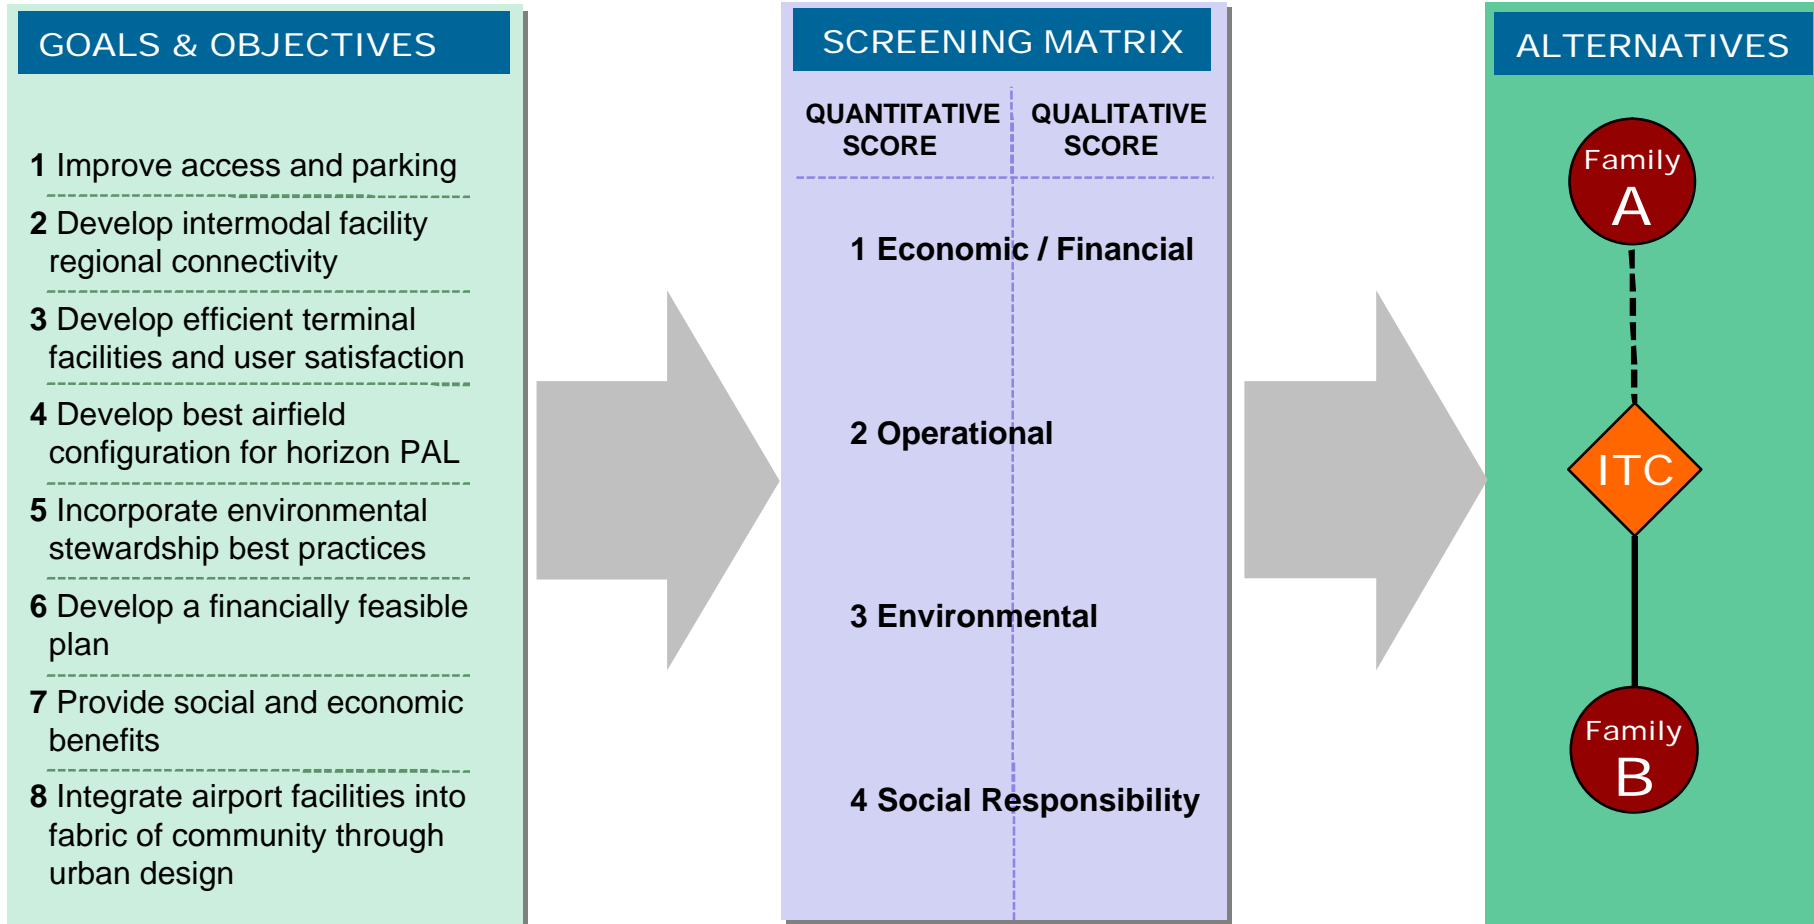 GOALS & OBJECTIVES
1 Improve access and parking
2 Develop intermodal facility
regional connectivity
3 Develop efficient terminal
facilities and user satisfaction
4 Develop best airfield
configuration for horizon PAL
5 Incorporate environmental
stewardship best practices
6 Develop a financially feasible
plan
7 Provide social and economic
benefits
8 Integrate airport facilities into
fabric of community through
urban design
SCREENING MATRIX
QUANTITATIVE
SCORE
QUALITATIVE
SCORE
1 Economic / Financial
2 Operational
3 Environmental
4 Social Responsibility
ALTERNATIVES
Family
A
ITC
Family
B